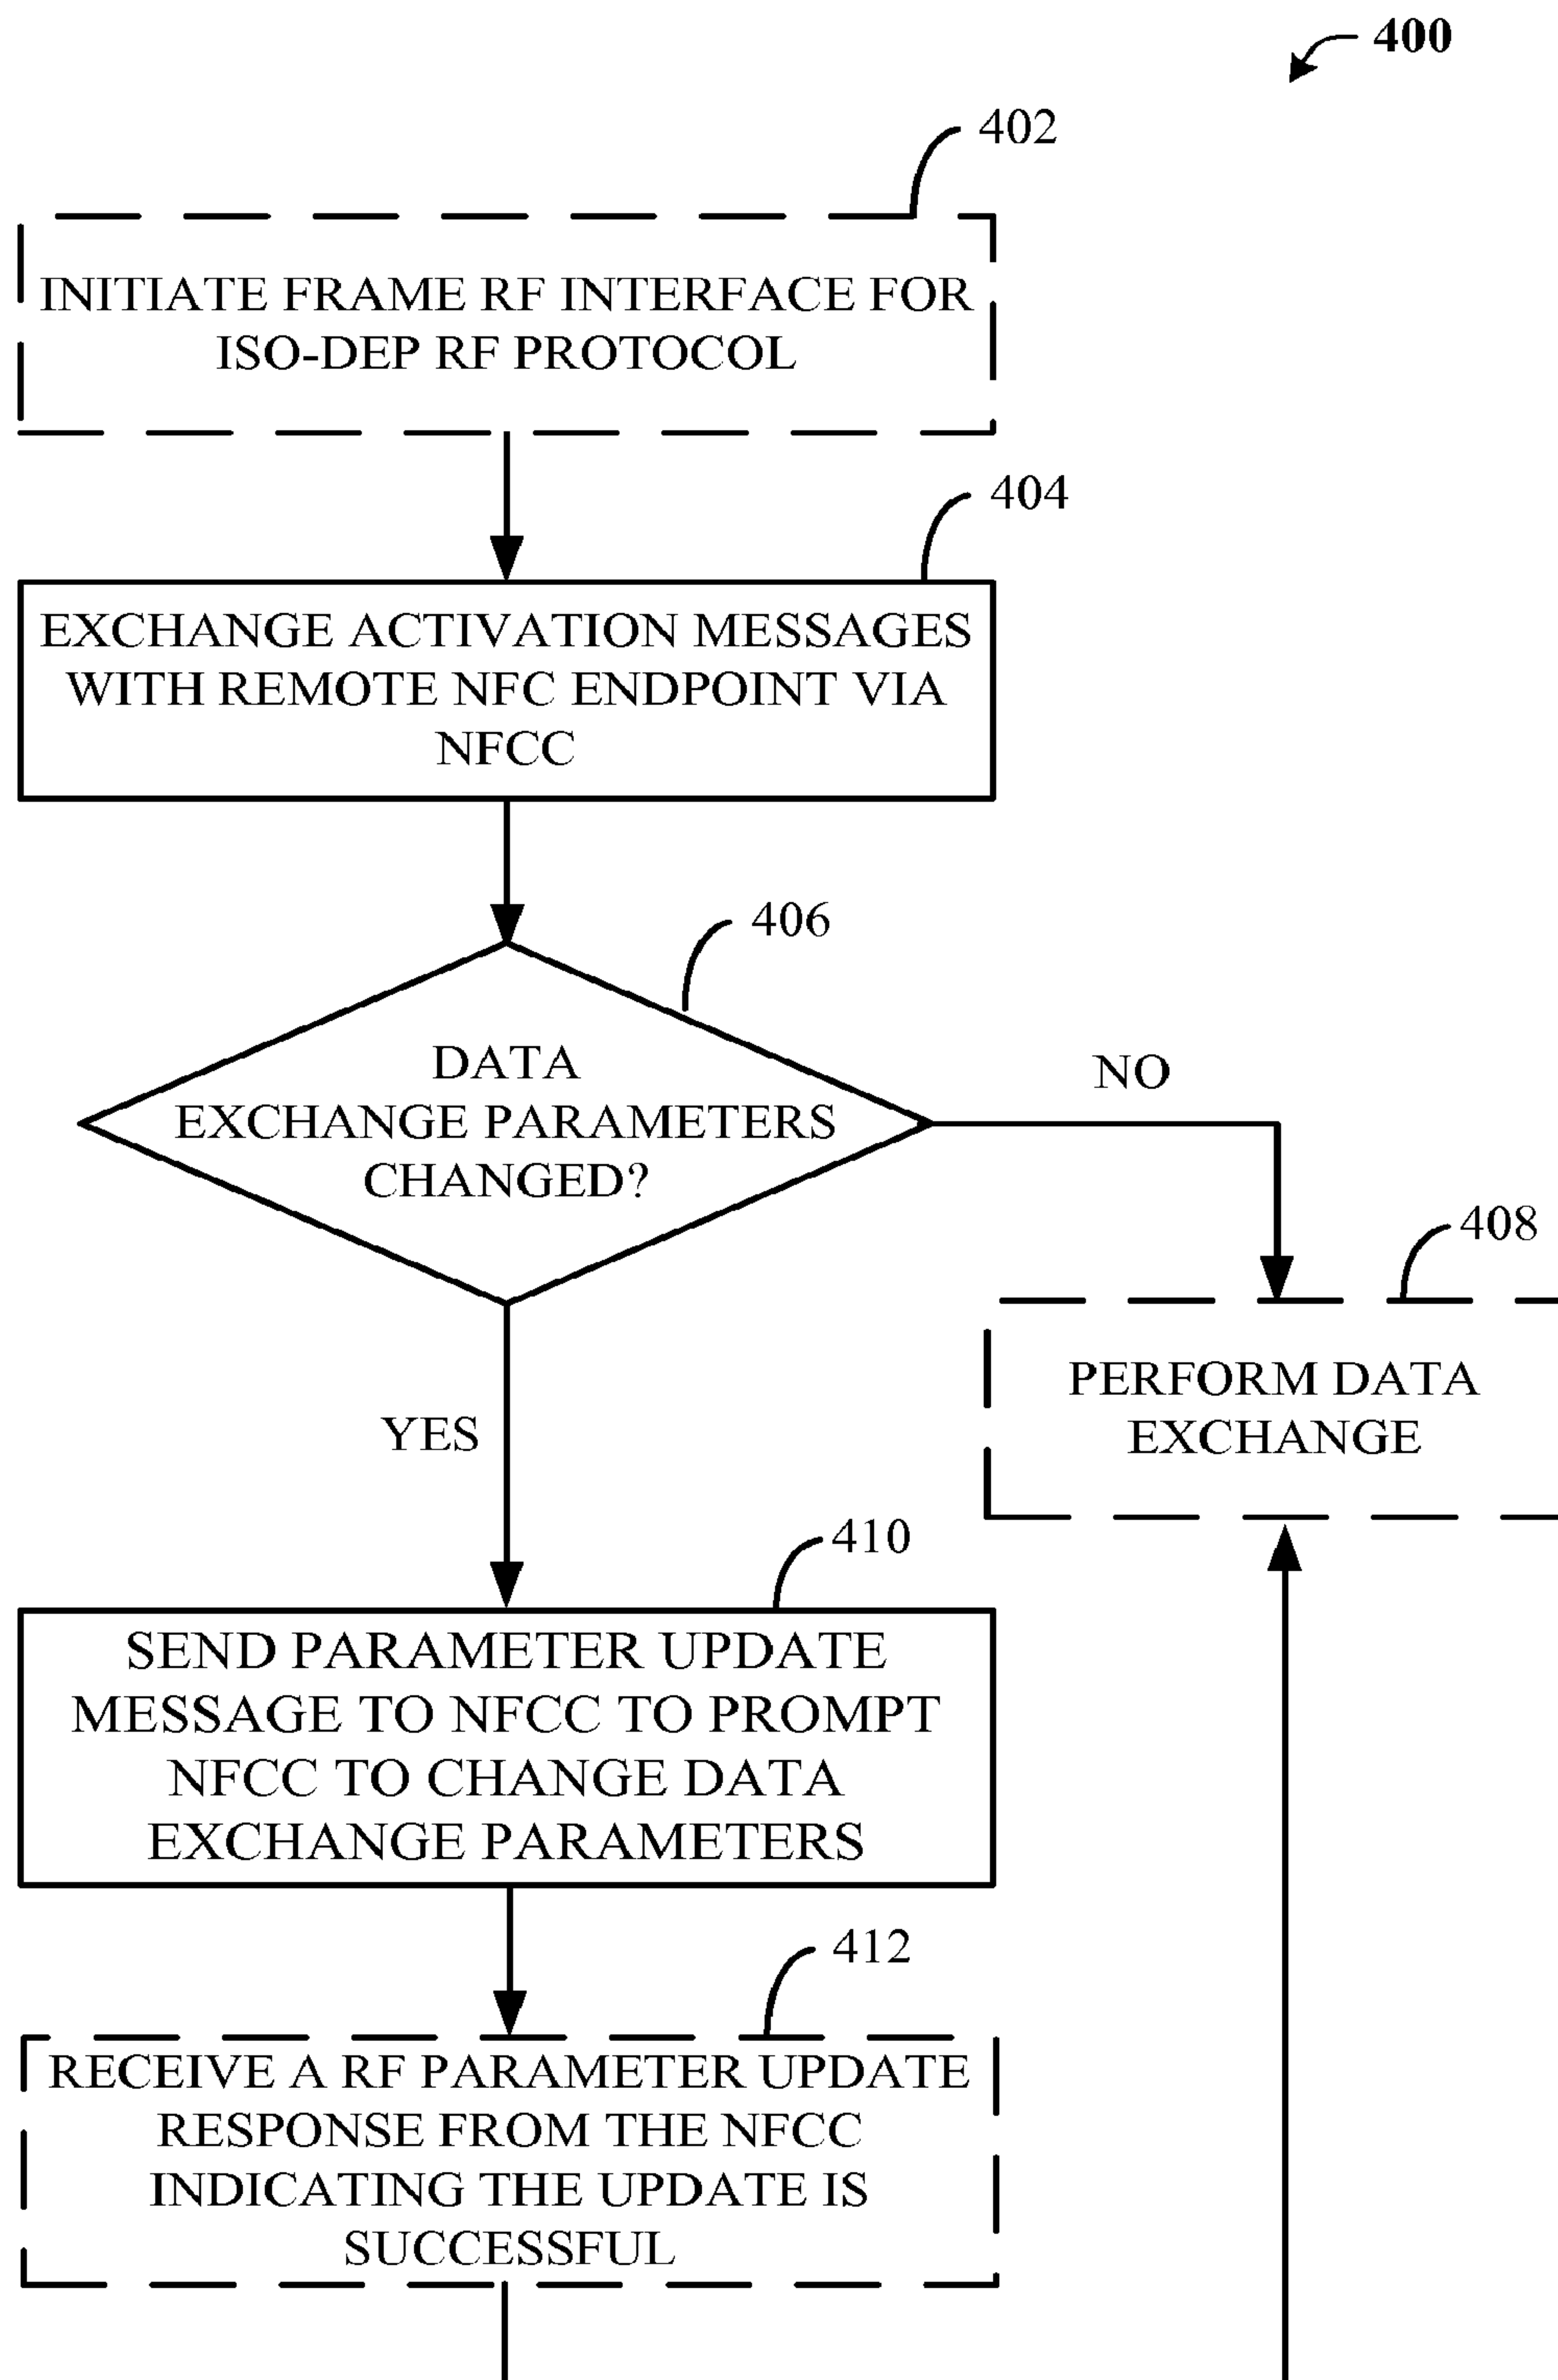 400
402
INITIATE FRAME RF INTERFACE FOR
ISO-DEP RF PROTOCOL
404
EXCHANGE ACTIVATION MESSAGES
WITH REMOTE NFC ENDPOINT VIA
NFCC
406
DATA
EXCHANGE PARAMETERS
CHANGED?
NO
408
PERFORM DATA
EXCHANGE
YES
410
SEND PARAMETER UPDATE
MESSAGE TO NFCC TO PROMPT
NFCC TO CHANGE DATA
EXCHANGE PARAMETERS
412
RECEIVE A RF PARAMETER UPDATE
RESPONSE FROM THE NFCC
INDICATING THE UPDATE IS
SUCCESSFUL